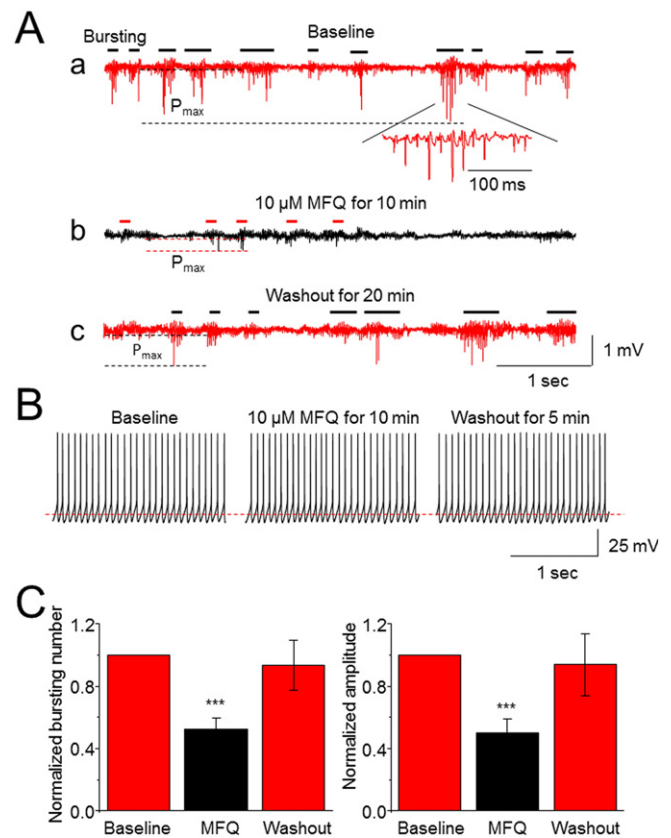 A
Bursting
Baseline
a
Pmax
100 ms
10 µM MFQ for 10 min
b
Pmax
Washout for 20 min
c
Pmax
1 mV
1 sec
B
Baseline
10 µM MFQ for 10 min
Washout for 5 min
25 mV
1 sec
C
Normalized bursting number
1.2
0.8
0.4
0.0
***
Baseline
MFQ
Washout
Normalized amplitude
1.2
0.8
0.4
0.0
***
Baseline
MFQ
Washout